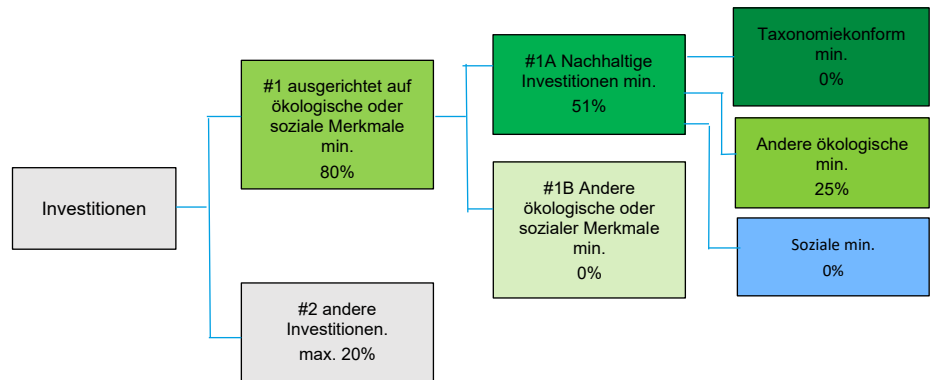 Investitionen
#1 ausgerichtet auf
ökologische oder
soziale Merkmale
min.
80%
#2 andere
Investitionen.
max. 20%
#1A Nachhaltige
Investitionen min.
51%
#1B Andere
ökologische oder
sozialer Merkmale
min.
0%
Taxonomiekonform
min.
0%
Andere ökologische
min.
25%
Soziale min.
0%